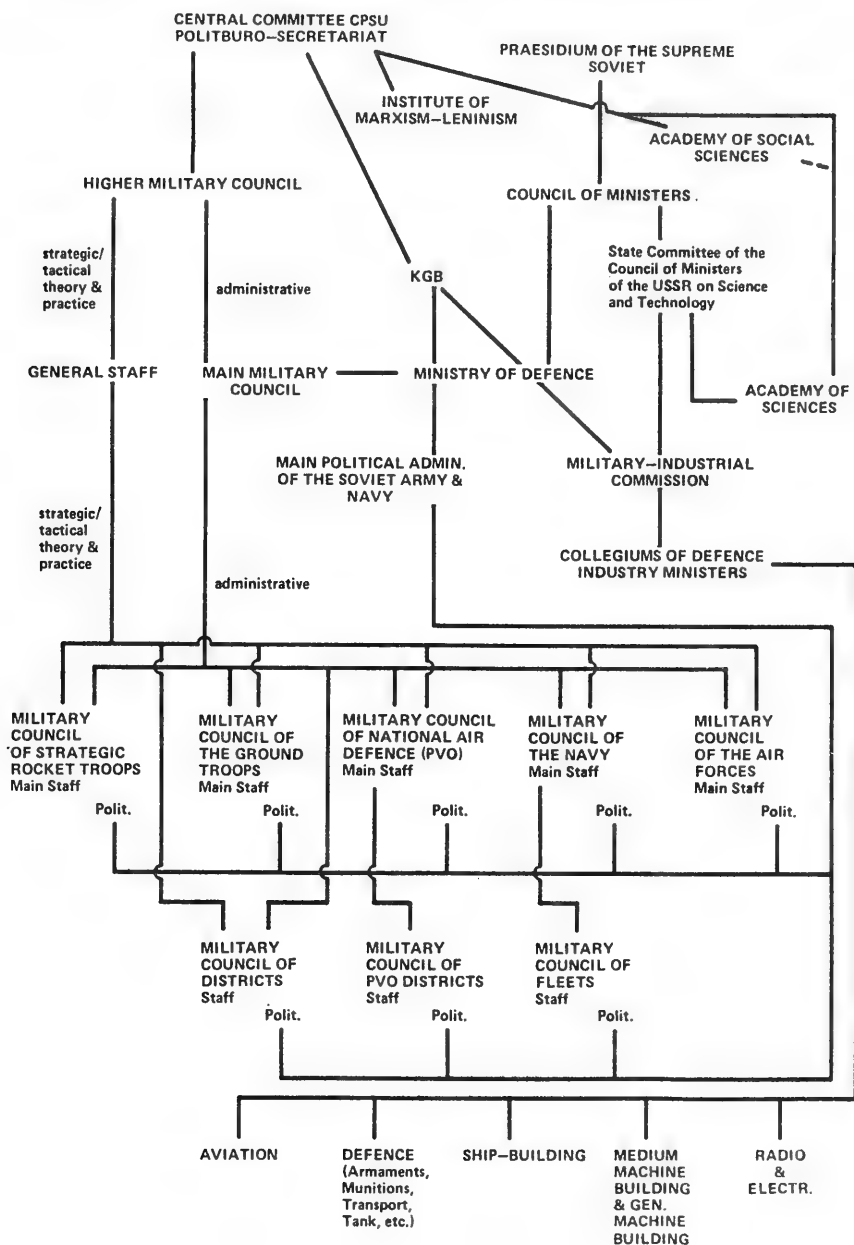 CENTRAL COMMITTEE CPSU
POLITBURO–SECRETARIAT
PRAESIDIUM OF THE SUPREME
SOVIET
INSTITUTE OF
MARXISM–LENINISM
ACADEMY OF SOCIAL
SCIENCES
HIGHER MILITARY COUNCIL
COUNCIL OF MINISTERS .
strategic/
tactical
theory &
practice
administrative
KGB
State Committee of the
Council of Ministers
of the USSR on Science
and Technology
GENERAL STAFF
MAIN MILITARY
COUNCIL
MINISTRY OF DEFENCE
ACADEMY OF
SCIENCES
MAIN POLITICAL ADMIN.
OF THE SOVIET ARMY &
NAVY
MILITARY–INDUSTRIAL
COMMISSION
strategic/
tactical
theory &
practice
administrative
COLLEGIUMS OF DEFENCE
INDUSTRY MINISTERS
MILITARY
COUNCIL
OF STRATEGIC
ROCKET TROOPS
Main Staff
Polit.
MILITARY
COUNCIL OF
THE GROUND
TROOPS
Main Staff
Polit.
MILITARY COUNCIL
OF NATIONAL AIR
DEFENCE (PVO)
Main Staff
Polit.
MILITARY
COUNCIL OF
THE NAVY
Main Staff
Polit.
MILITARY
COUNCIL
OF THE AIR
FORCES
Main Staff
Polit.
MILITARY
COUNCIL OF
DISTRICTS
Staff
Polit.
MILITARY
COUNCIL OF
PVO DISTRICTS
Staff
Polit.
MILITARY
COUNCIL OF
FLEETS
Staff
Polit.
AVIATION
DEFENCE
(Armaments,
Munitions,
Transport,
Tank, etc.)
SHIP–BUILDING
MEDIUM
MACHINE
BUILDING
& GEN.
MACHINE
BUILDING
RADIO
&
ELECTR.